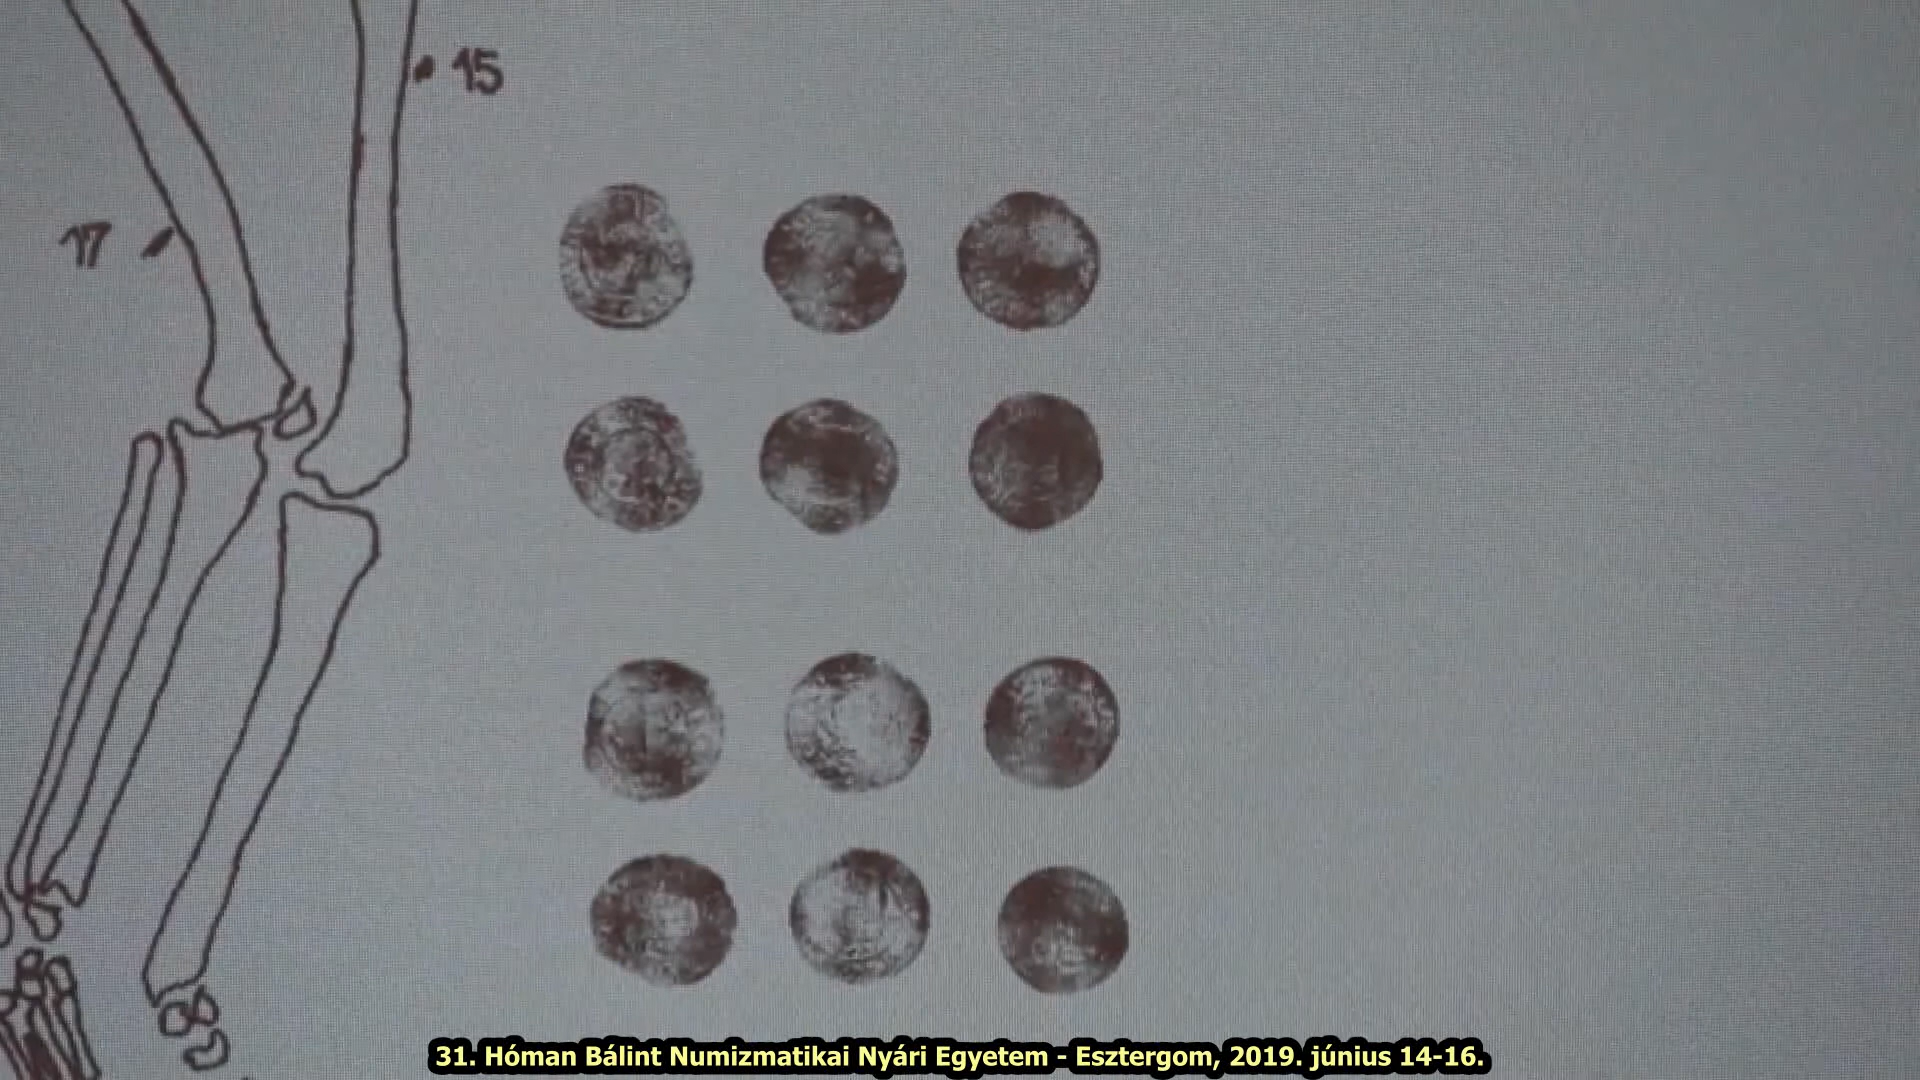 15
17
31. Hóman Bálint Numizmatikai Nyári Egyetem - Esztergom, 2019. június 14-16.